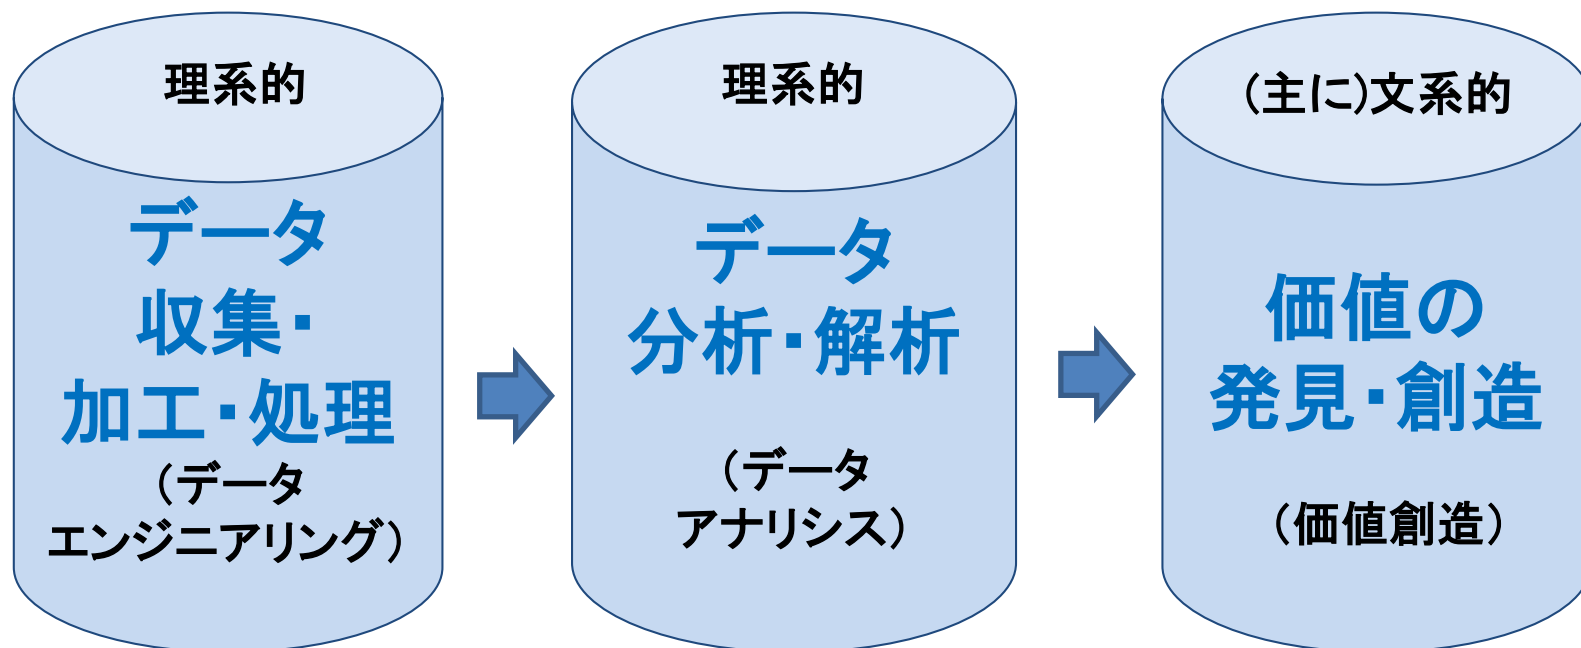 理系的
データ
収集・
加工・処理
（データ
エンジニアリング）
理系的
データ
分析・解析
（データ
アナリシス）
（主に）文系的
価値の
発見・創造
（価値創造）